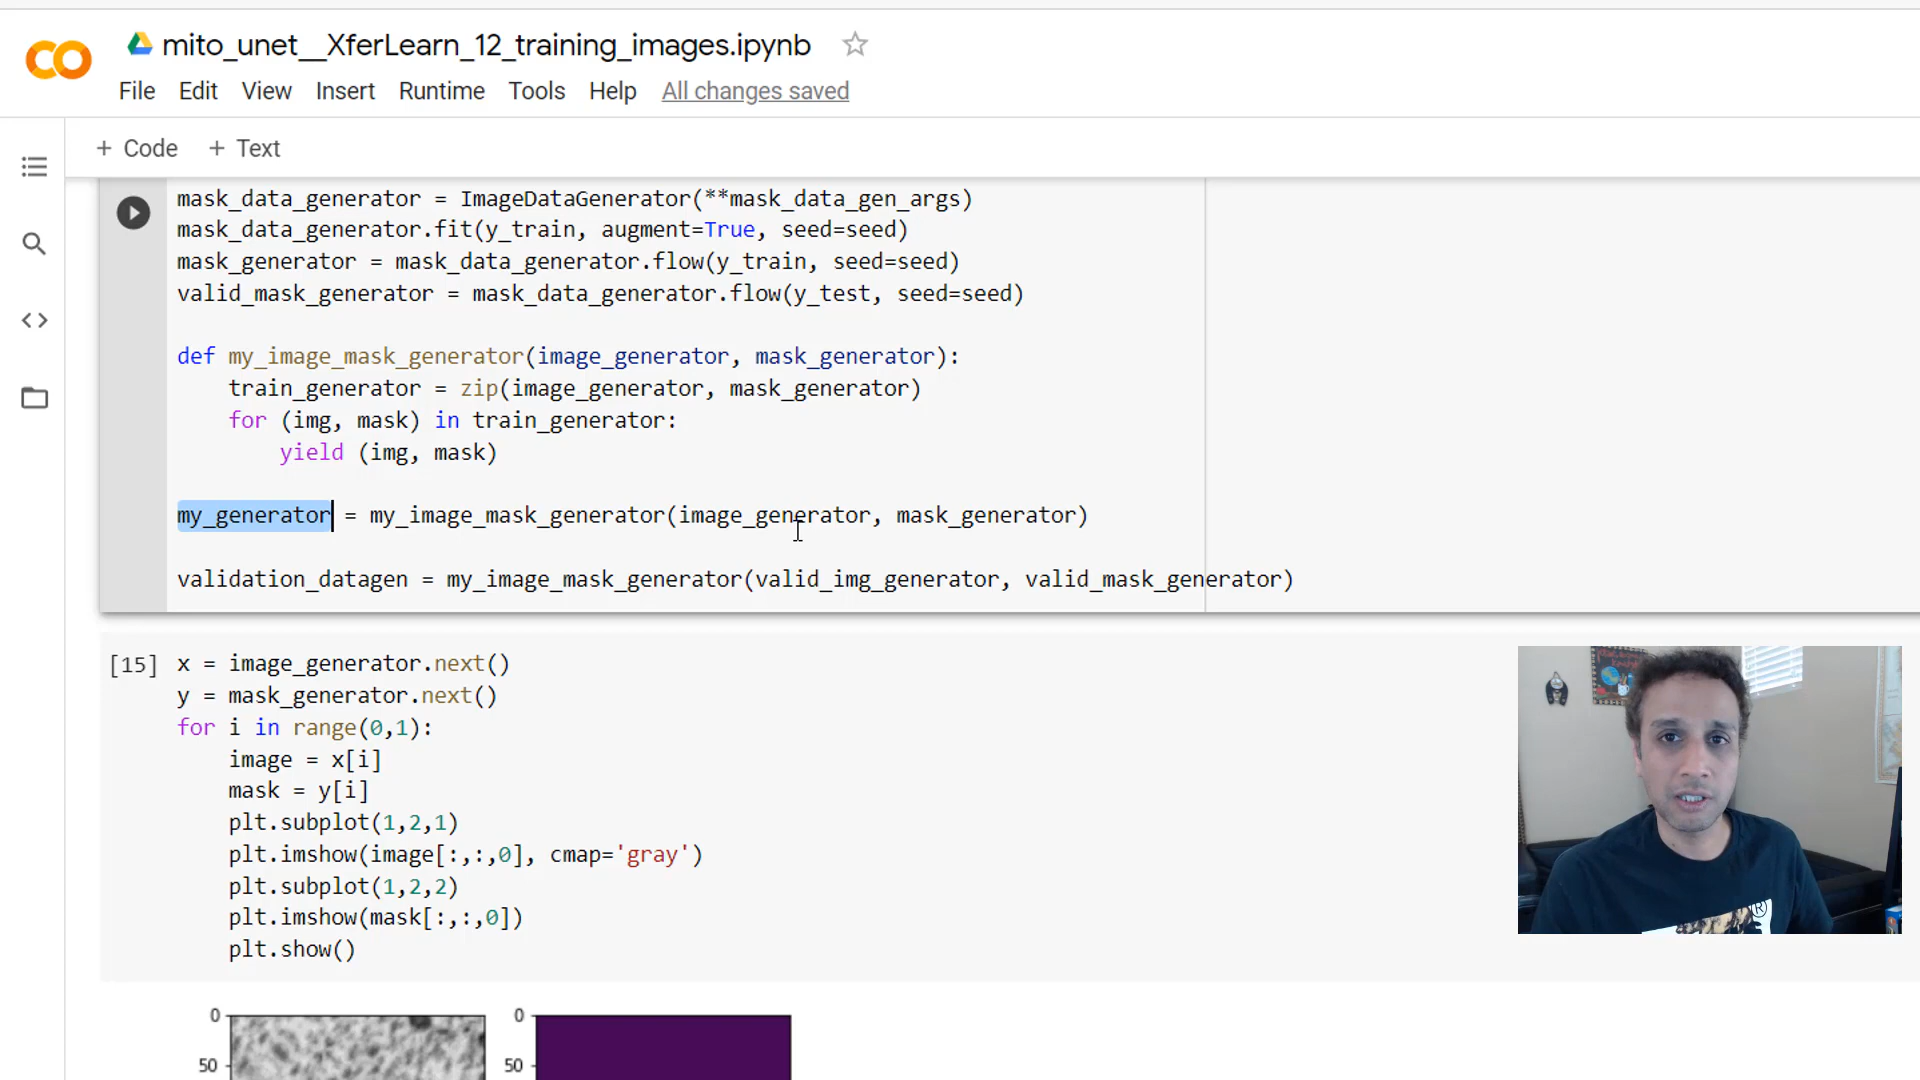 mito_unet__XferLearn_12_training_images.ipynb
File Edit View Insert Runtime Tools Help All changes saved
+ Code + Text
mask_data_generator = ImageDataGenerator(**mask_data_gen_args)
mask_data_generator.fit(y_train, augment=True, seed=seed)
mask_generator = mask_data_generator.flow(y_train, seed=seed)
valid_mask_generator = mask_data_generator.flow(y_test, seed=seed)
def my_image_mask_generator(image_generator, mask_generator):
train_generator = zip(image_generator, mask_generator)
for (img, mask) in train_generator:
yield (img, mask)
my_generator = my_image_mask_generator(image_generator, mask_generator)
validation_datagen = my_image_mask_generator(valid_img_generator, valid_mask_generator)
[15] x = image_generator.next()
y = mask_generator.next()
for i in range(0,1):
image = x[i]
mask = y[i]
plt.subplot(1,2,1)
plt.imshow(image[:,:,0], cmap='gray')
plt.subplot(1,2,2)
plt.imshow(mask[:,:,0])
plt.show()
0 0
50 50